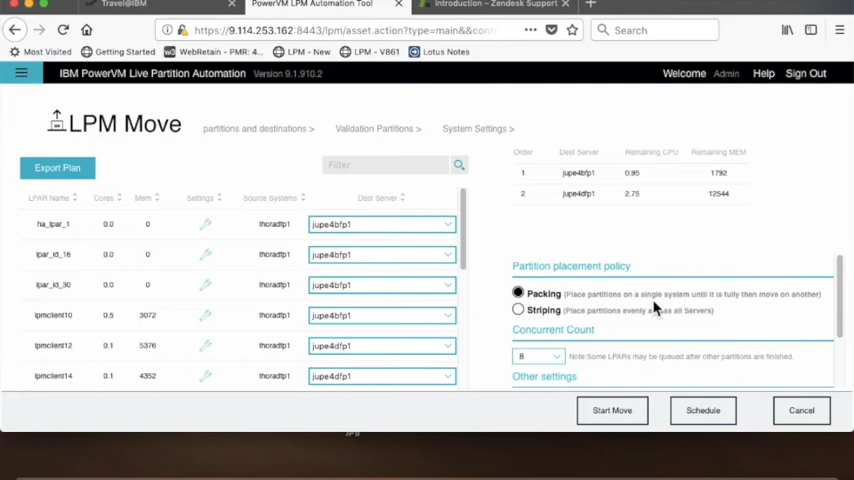 Travel@IBM
PowerVM LPM Automation Tool
Introduction – Zendesk Support
https://9.114.253.162:8443/lpm/asset.action?type=main&&cont
Search
Most Visited
Getting Started
WebRetain - PMR: 4...
LPM - New
LPM - V861
Lotus Notes
IBM PowerVM Live Partition Automation Version 9.1.910.2
Welcome Admin Help Sign Out
LPM Move
partitions and destinations >
Validation Partitions >
System Settings >
Export Plan
Filter
LPAR Name Cores Mem Settings Source Systems Dest Server
ha_lpar_1 0.0 0 thoradfp1 jupe4bfp1
lpar_id_16 0.0 0 thoradfp1 jupe4bfp1
lpar_id_30 0.0 0 thoradfp1 jupe4bfp1
lpmclient10 0.5 3072 thoradfp1 jupe4bfp1
lpmclient12 0.1 5376 thoradfp1 jupe4dfp1
lpmclient14 0.1 4352 thoradfp1 jupe4dfp1
Order Dest Server Remaining CPU Remaining MEM
1 jupe4bfp1 0.95 1792
2 jupe4dfp1 2.75 12544
Partition placement policy
Packing (Place partitions on a single system until it is fully then move on another)
Striping (Place partitions evenly all Servers)
Concurrent Count
8 Note:Some LPARs may be queued after other partitions are finished.
Other settings
Start Move
Schedule
Cancel